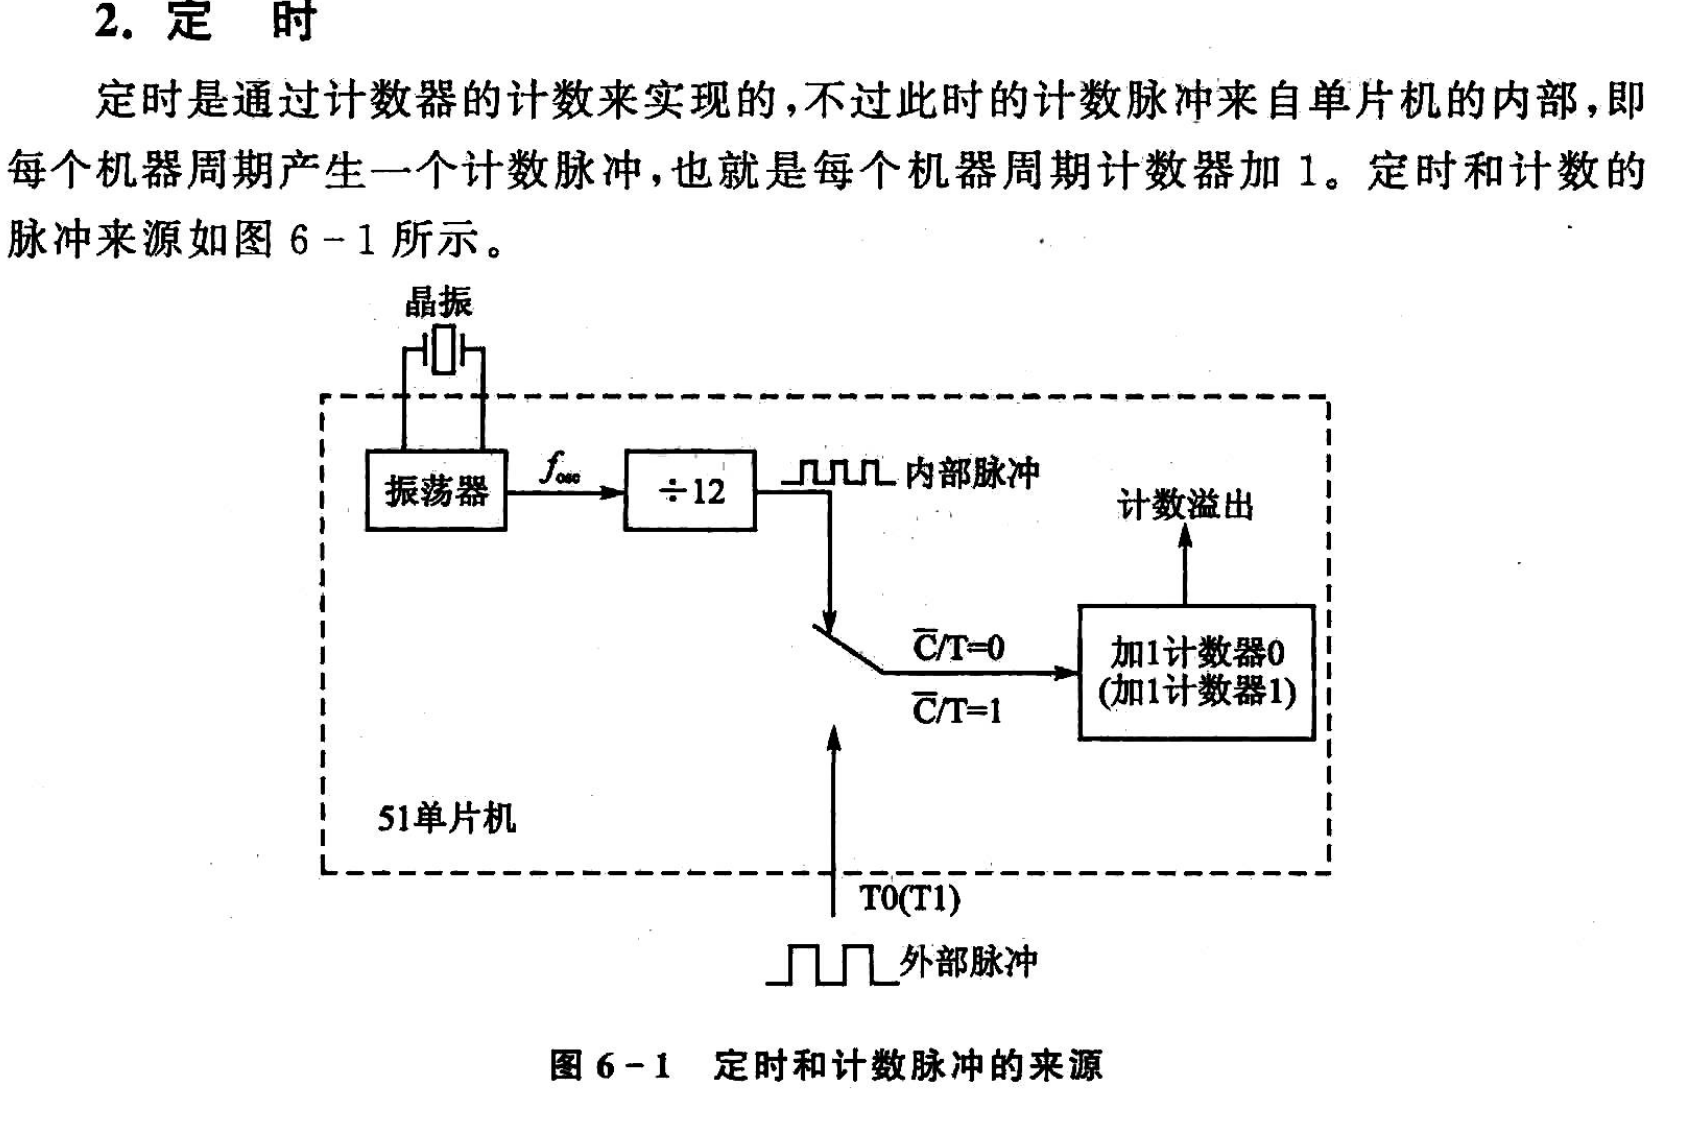 2. 定 时
定时是通过计数器的计数来实现的,不过此时的计数脉冲来自单片机的内部,即
每个机器周期产生一个计数脉冲,也就是每个机器周期计数器加 1。定时和计数的
脉冲来源如图 6-1 所示。
晶振
振荡器
fosc
÷12
内部脉冲
计数溢出
C̅/T=0
加1计数器0
(加1计数器1)
C̅/T=1
51单片机
T0(T1)
外部脉冲
图 6-1 定时和计数脉冲的来源